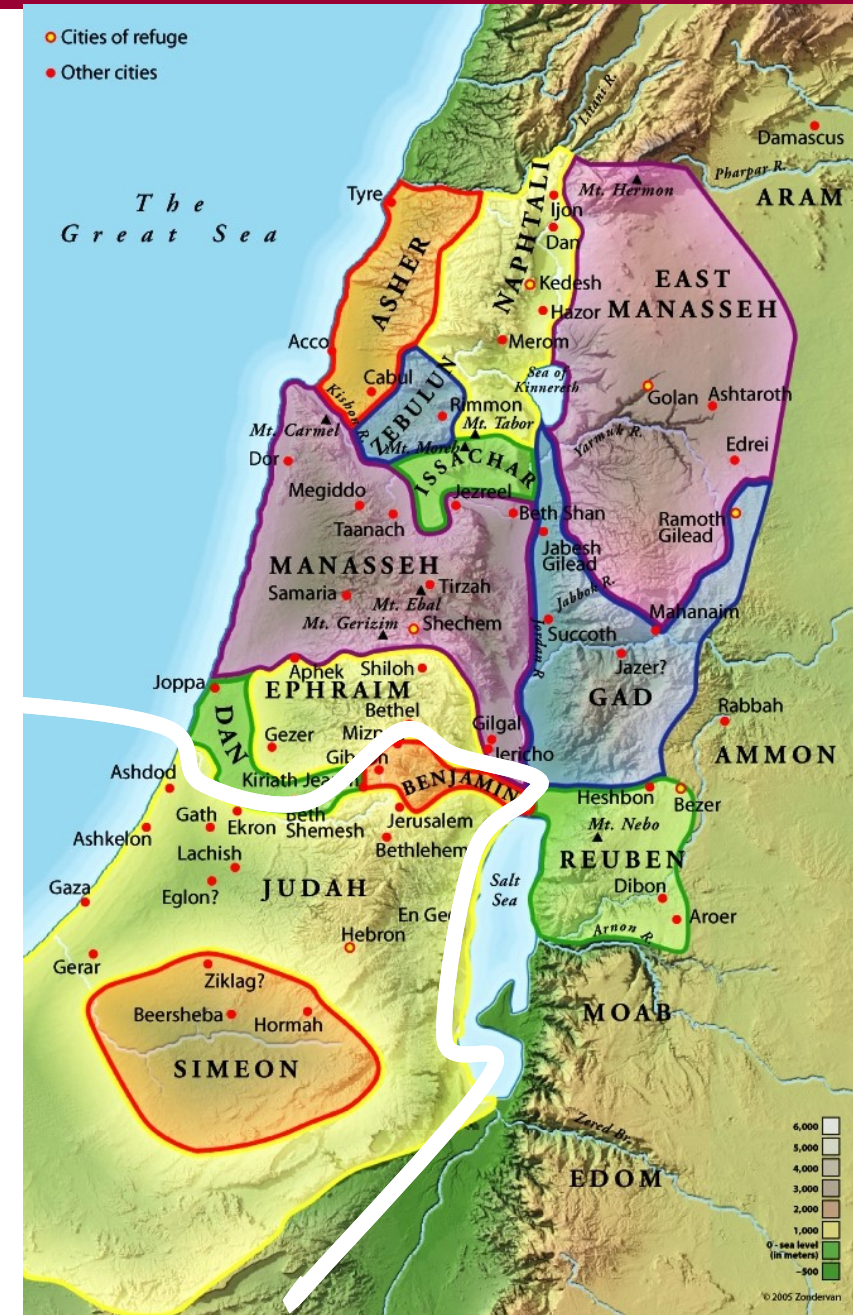 Cities of refuge
Other cities
Litani R.
Damascus
Pharpar R.
Mt. Hermon
ARAM
Tyre
The
Great Sea
NAPHTALI
Ijon
Dan
ASHER
Kedesh
EAST
MANASSEH
Hazor
Acco
Merom
Sea of
Kinnereth
Cabul
Kishon R.
ZEBULUN
Golan
Ashtaroth
Rimmon
Mt. Tabor
Mt. Carmel
Yarmuk R.
Mt. Moreh
Edrei
Dor
ISSACHAR
Megiddo
Jezreel
Taanach
Beth Shan
Ramoth
Gilead
Jabesh
Gilead
MANASSEH
Jabbok R.
Samaria
Tirzah
Mt. Ebal
Mt. Gerizim
Shechem
Mahanaim
Succoth
Jordan R.
Jazer?
Aphek
Shiloh
Joppa
EPHRAIM
GAD
DAN
Bethel
Rabbah
Gezer
Gilgal
Jericho
AMMON
Ashdod
BENJAMIN
Heshbon
Bezer
Gath
Ekron
Beth
Shemesh
Jerusalem
Mt. Nebo
Ashkelon
Bethlehem
Lachish
REUBEN
Gaza
Eglon?
JUDAH
Salt
Sea
Dibon
Aroer
Hebron
Arnon R.
Gerar
Ziklag?
Beersheba
Hormah
MOAB
SIMEON
Zered Br.
EDOM
6,000
5,000
4,000
3,000
2,000
1,000
0 - sea level
(in meters)
-500
© 2005 Zondervan